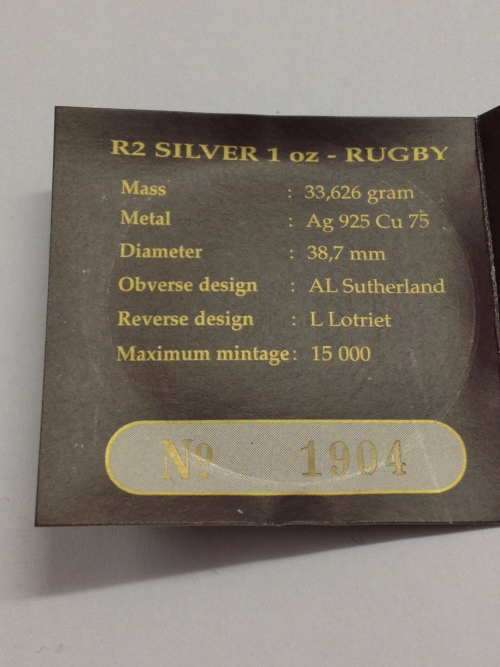 R2 SILVER 1 oz - RUGBY
Mass : 33,626 gram
Metal : Ag 925 Cu 75
Diameter : 38,7 mm
Obverse design : AL Sutherland
Reverse design : L Lotriet
Maximum mintage : 15 000
Nº 1904